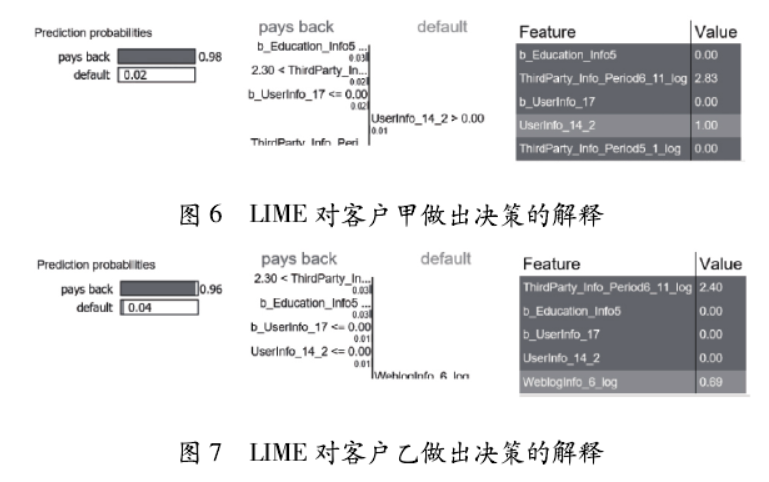 Prediction probabilities
pays back 0.98
default 0.02
pays back default
b_Education_Info5 ...
0.03
2.30 < ThirdParty_In...
0.02
b_UserInfo_17 <= 0.00
0.02
UserInfo_14_2 > 0.00
0.01
ThirdParty_Info_Peri
Feature Value
b_Education_Info5 0.00
ThirdParty_Info_Period6_11_log 2.83
b_UserInfo_17 0.00
UserInfo_14_2 1.00
ThirdParty_Info_Period5_1_log 0.00
图 6 LIME 对客户甲做出决策的解释
Prediction probabilities
pays back 0.96
default 0.04
pays back default
2.30 < ThirdParty_In...
0.03
b_Education_Info5 ...
0.03
b_UserInfo_17 <= 0.00
0.01
UserInfo_14_2 <= 0.00
0.01
WeblogInfo_6_log
Feature Value
ThirdParty_Info_Period6_11_log 2.40
b_Education_Info5 0.00
b_UserInfo_17 0.00
UserInfo_14_2 0.00
WeblogInfo_6_log 0.69
图 7 LIME 对客户乙做出决策的解释